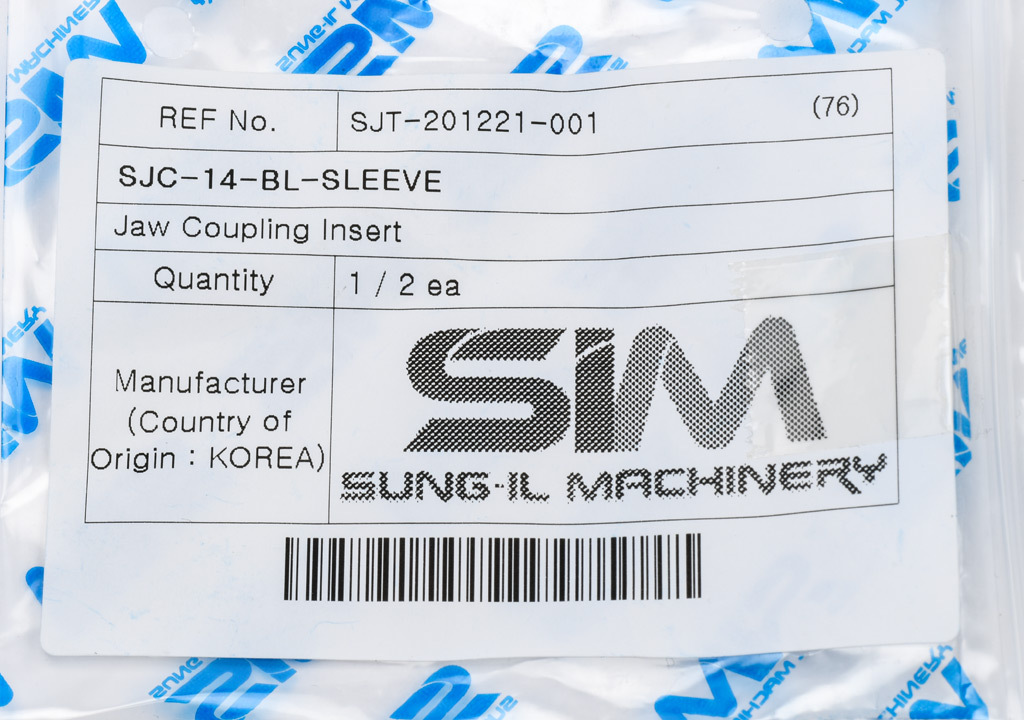 REF No. SJT-201221-001 (76)
SJC-14-BL-SLEEVE
Jaw Coupling Insert
Quantity 1 / 2 ea
Manufacturer
(Country of
Origin : KOREA)
SIM
SUNG-IL MACHINERY